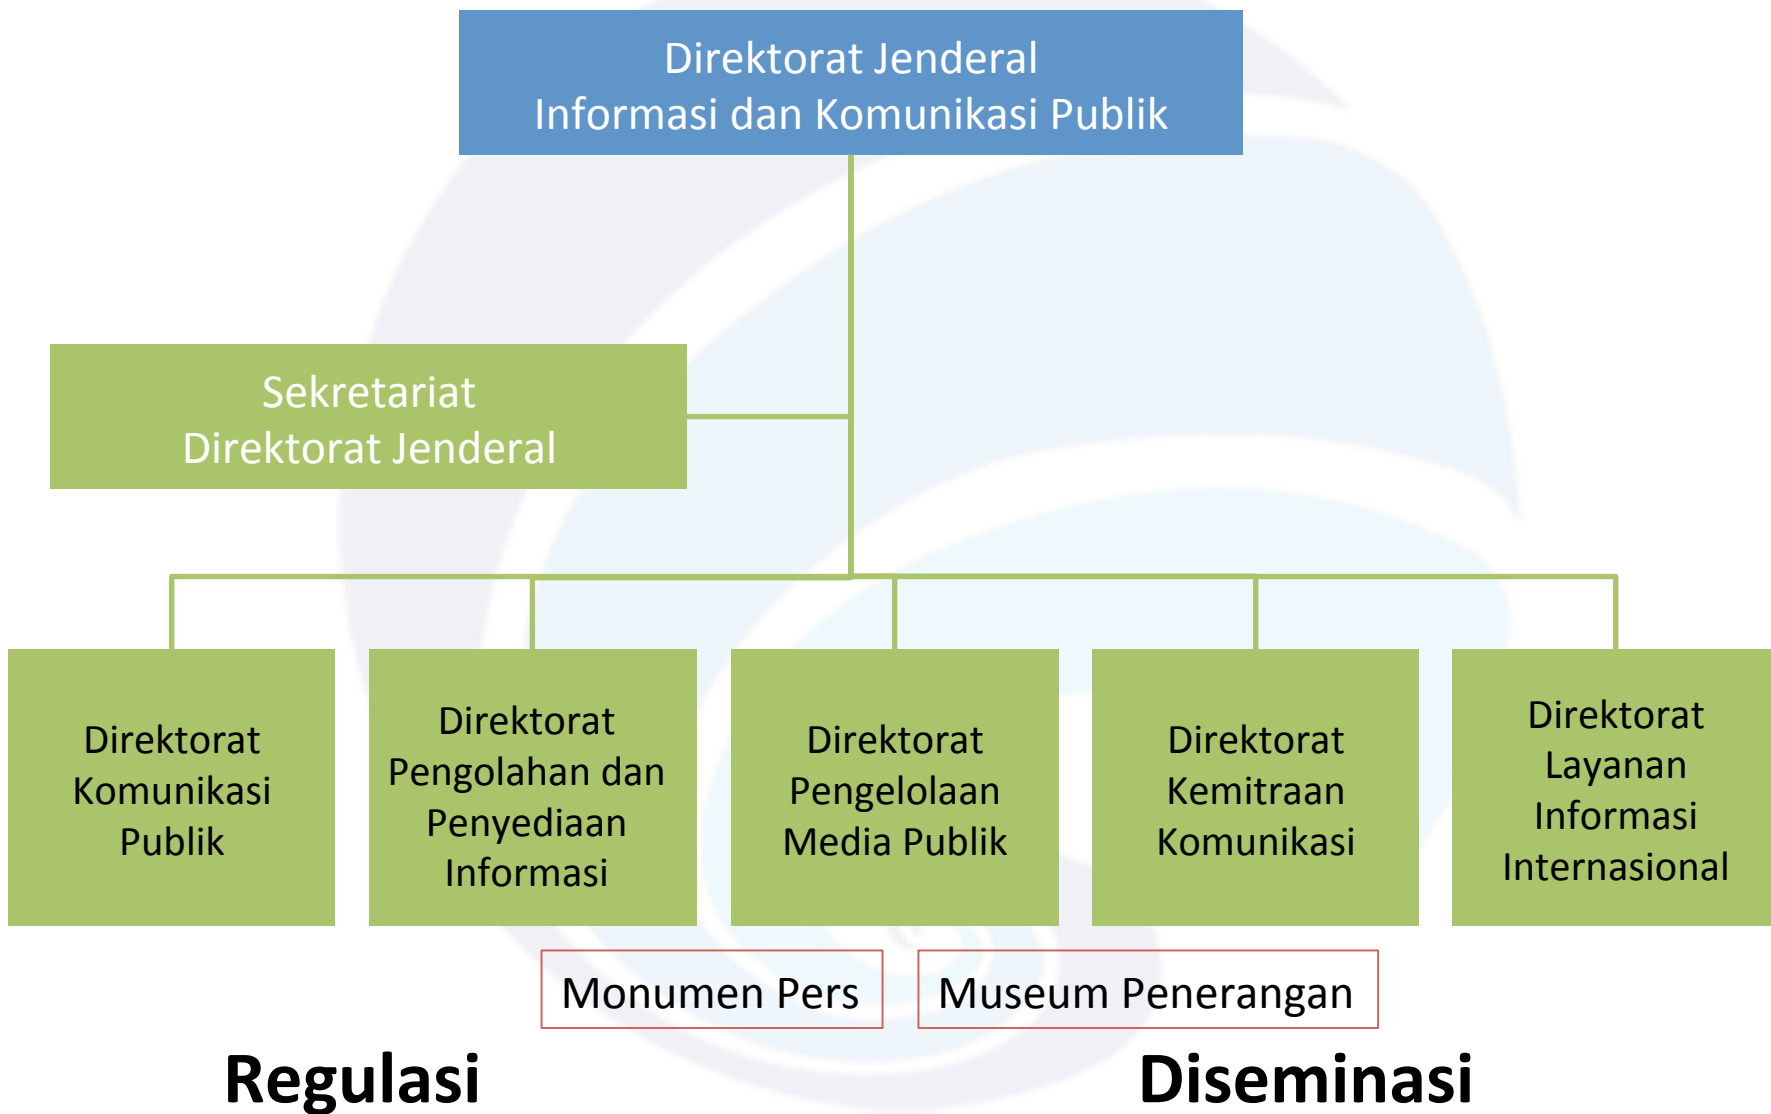 Direktorat Jenderal
Informasi dan Komunikasi Publik
Sekretariat
Direktorat Jenderal
Direktorat
Komunikasi
Publik
Direktorat
Pengolahan dan
Penyediaan
Informasi
Direktorat
Pengelolaan
Media Publik
Direktorat
Kemitraan
Komunikasi
Direktorat
Layanan
Informasi
Internasional
Monumen Pers
Museum Penerangan
Regulasi
Diseminasi